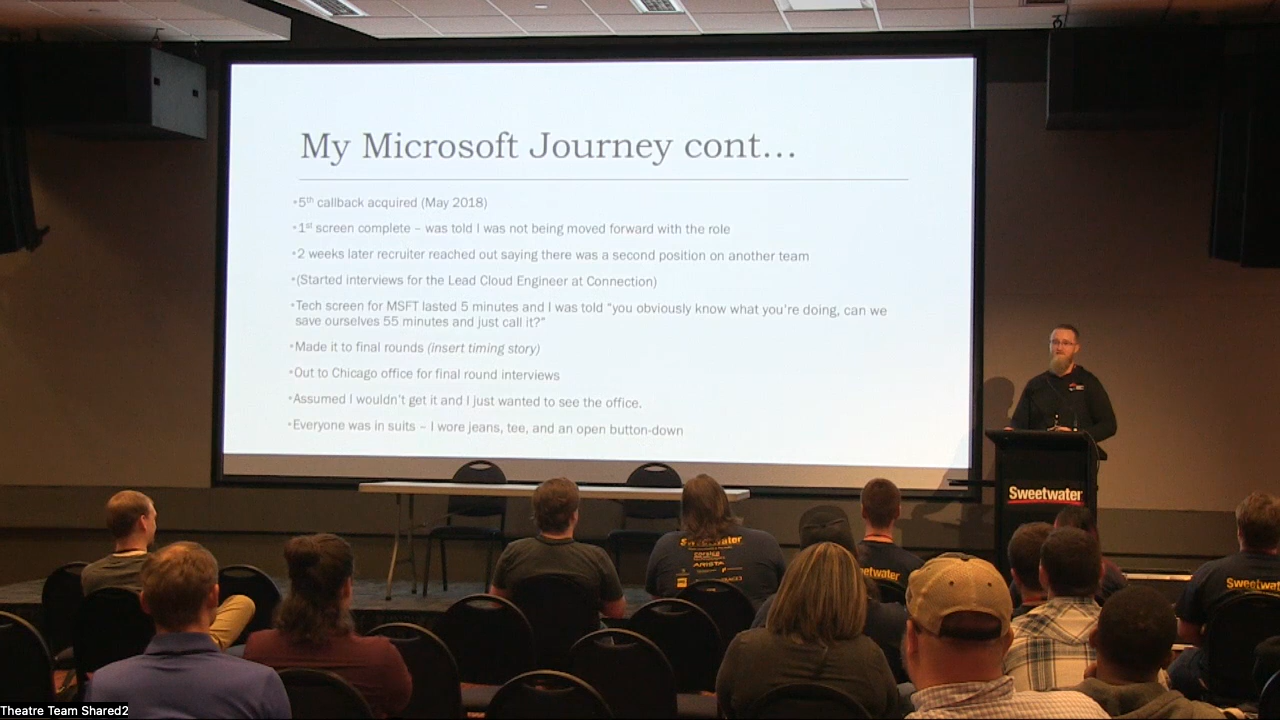 My Microsoft Journey cont...
•5th callback acquired (May 2018)
•1st screen complete – was told I was not being moved forward with the role
•2 weeks later recruiter reached out saying there was a second position on another team
•(Started interviews for the Lead Cloud Engineer at Connection)
•Tech screen for MSFT lasted 5 minutes and I was told “you obviously know what you're doing, can we
save ourselves 55 minutes and just call it?”
•Made it to final rounds (insert timing story)
•Out to Chicago office for final round interviews
•Assumed I wouldn't get it and I just wanted to see the office.
•Everyone was in suits – I wore jeans, tee, and an open button-down
Sweetwater
Sweetwater
ARISTA
etwater
Sweetwat
Theatre Team Shared2